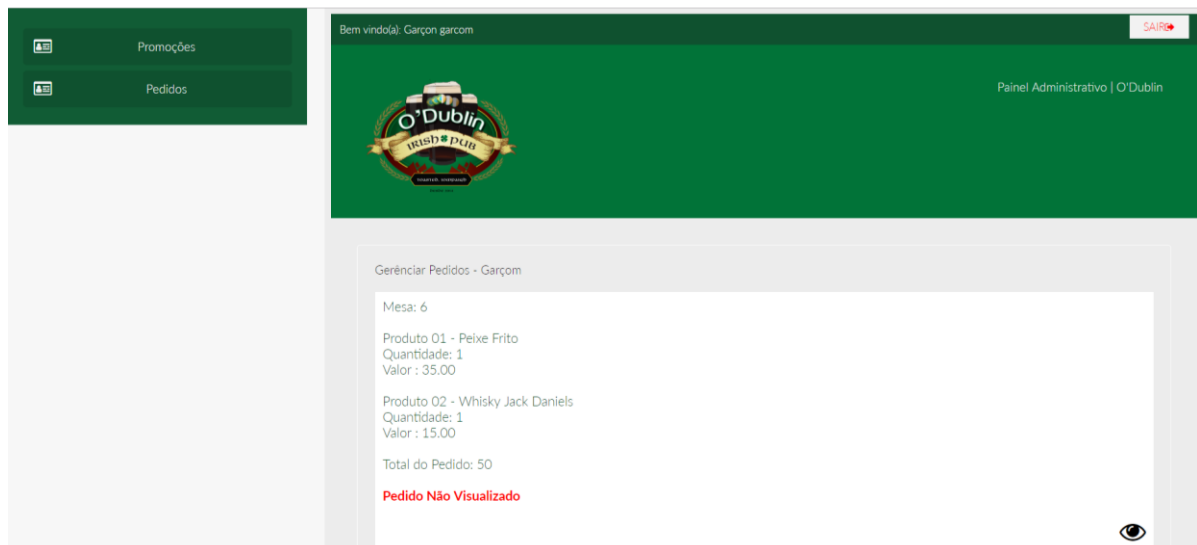 Promoções
Pedidos
Bem vindo(a): Garçon garcom
SAIR
Painel Administrativo | O'Dublin
O'Dublin
IRISH PUB
Gerênciar Pedidos - Garçom
Mesa: 6
Produto 01 - Peixe Frito
Quantidade: 1
Valor : 35.00
Produto 02 - Whisky Jack Daniels
Quantidade: 1
Valor : 15.00
Total do Pedido: 50
Pedido Não Visualizado